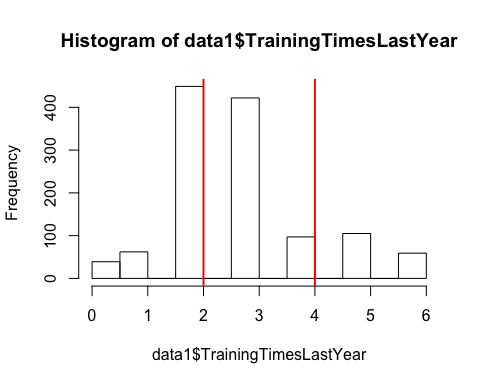 Histogram of data1$TrainingTimesLastYear
Frequency
400
300
200
100
0
0 1 2 3 4 5 6
data1$TrainingTimesLastYear